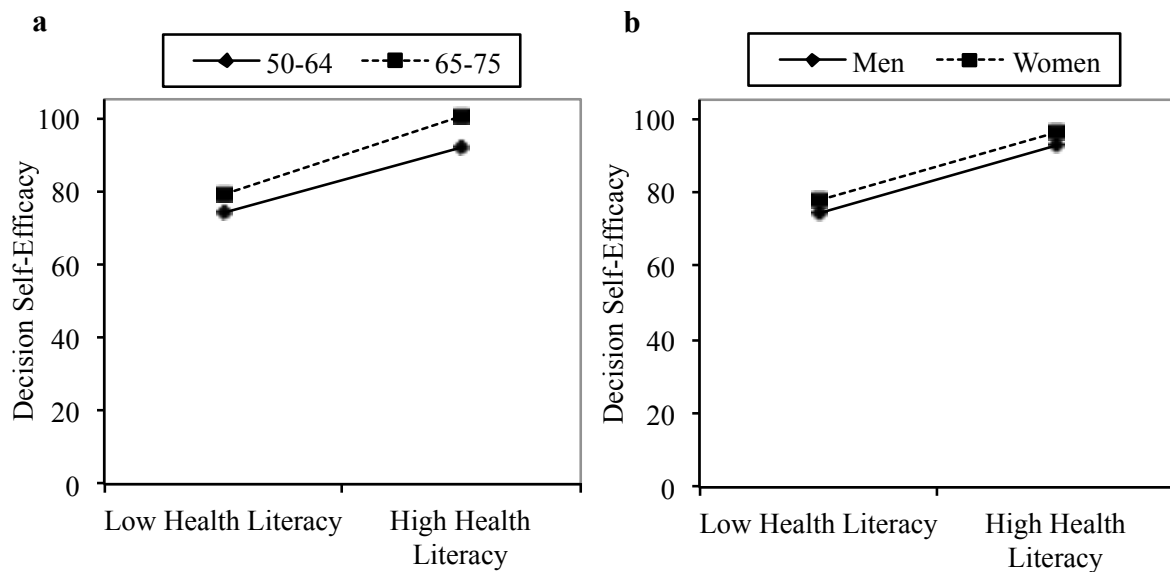 a
50-64 65-75
Decision Self-Efficacy
100
80
60
40
20
0
Low Health Literacy
High Health
Literacy
b
Men Women
Decision Self-Efficacy
100
80
60
40
20
0
Low Health Literacy
High Health
Literacy